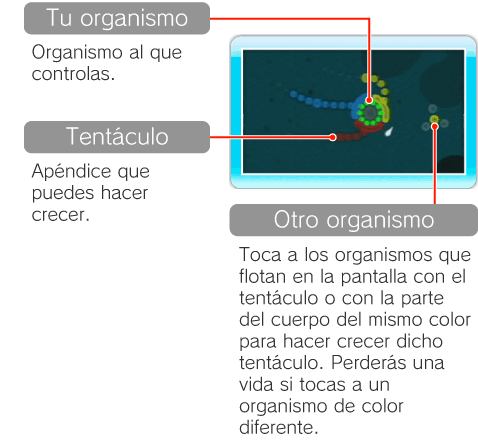 Tu organismo
Organismo al que
controlas.
Tentáculo
Apéndice que
puedes hacer
crecer.
Otro organismo
Toca a los organismos que
flotan en la pantalla con el
tentáculo o con la parte
del cuerpo del mismo color
para hacer crecer dicho
tentáculo. Perderás una
vida si tocas a un
organismo de color
diferente.